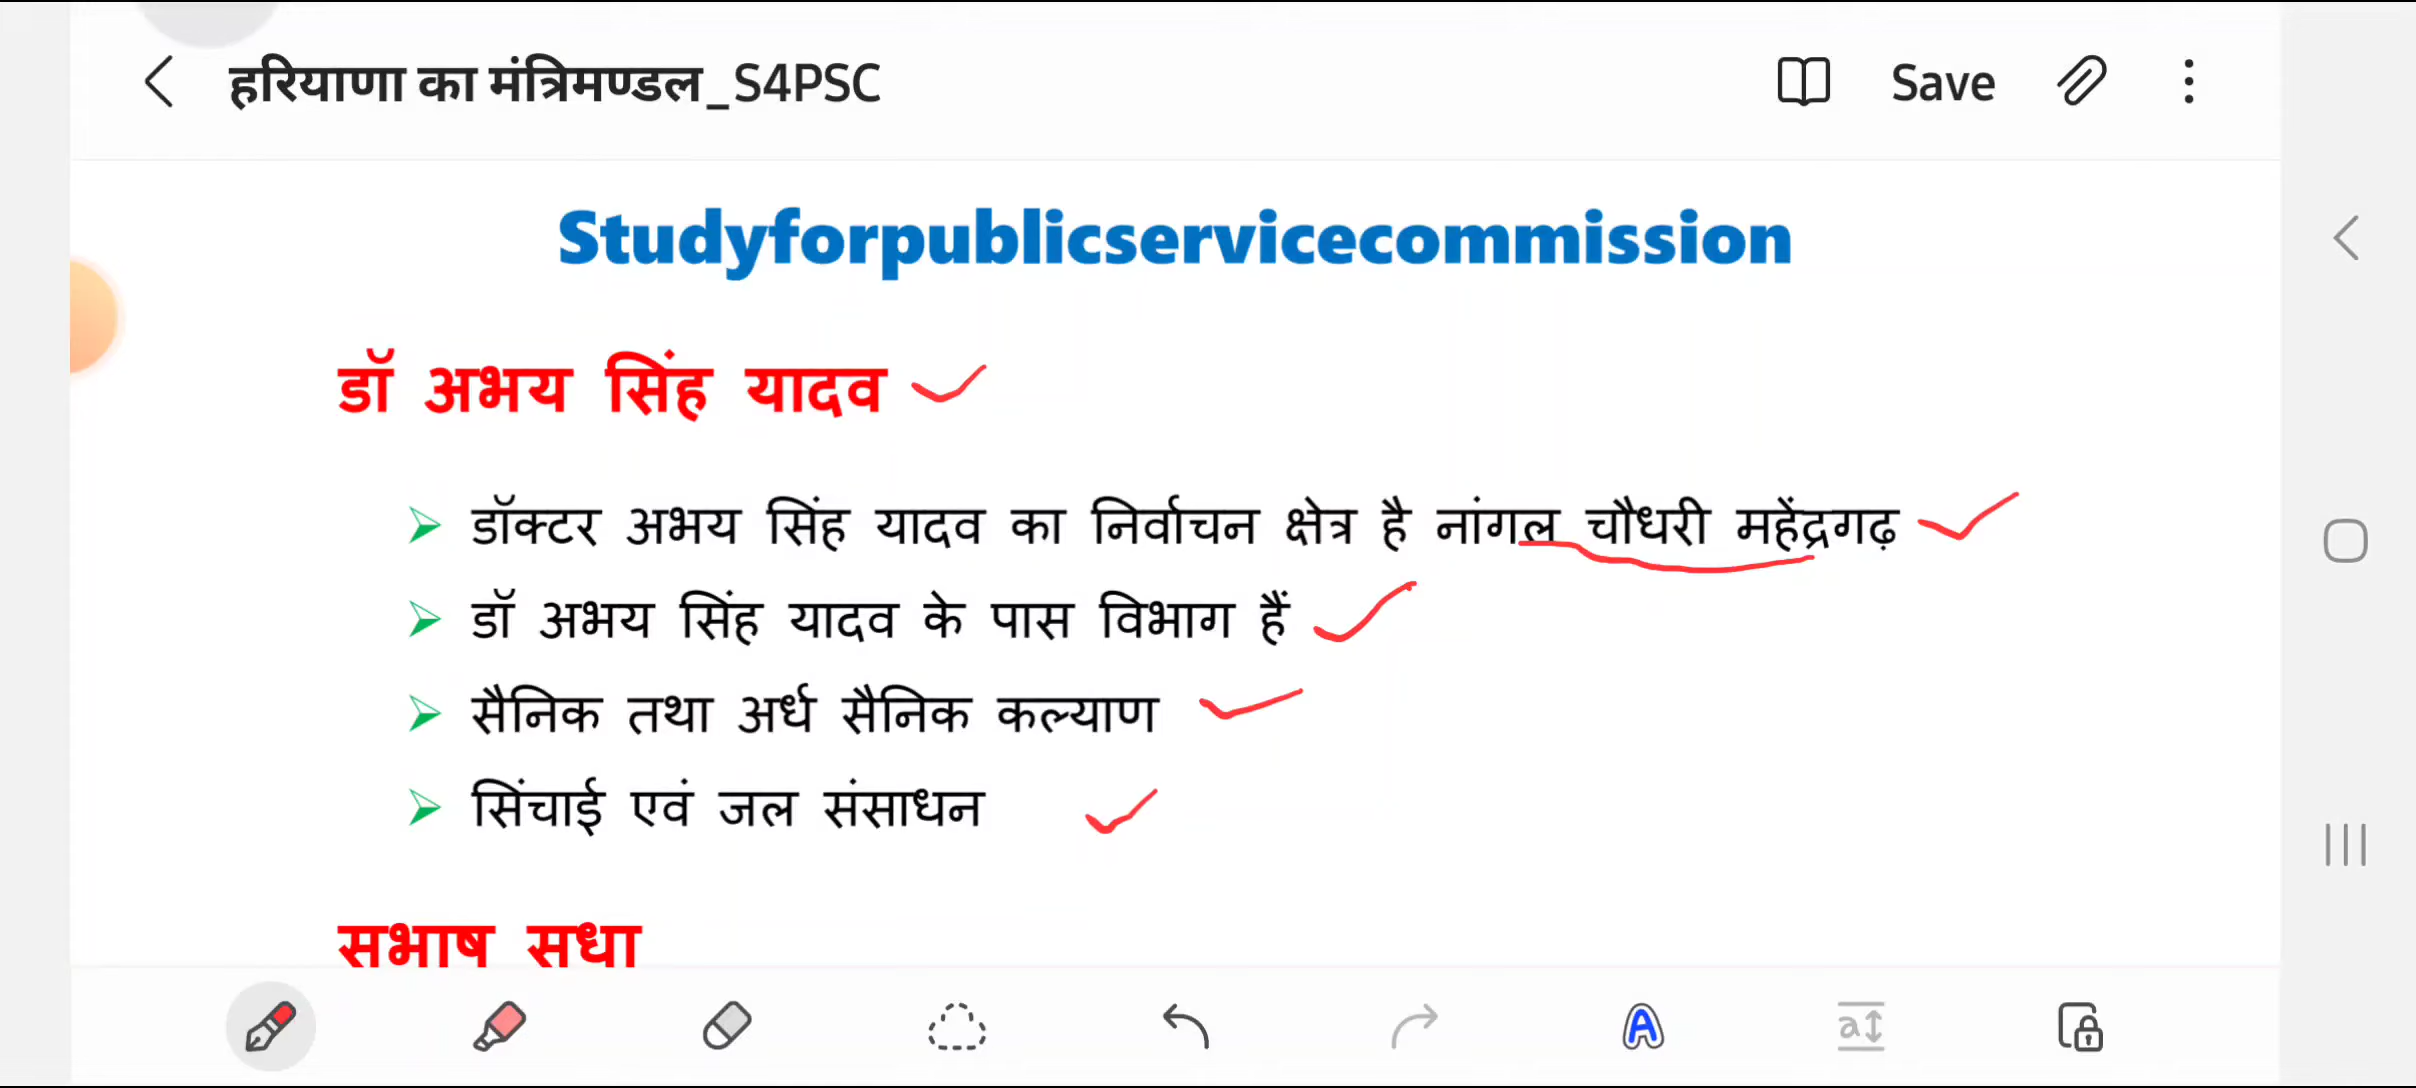 हरियाणा का मंत्रिमण्डल_S4PSC Save
Studyforpublicservicecommission
डॉ अभय सिंह यादव
डॉक्टर अभय सिंह यादव का निर्वाचन क्षेत्र है नांगल चौधरी महेंद्रगढ़
डॉ अभय सिंह यादव के पास विभाग हैं
सैनिक तथा अर्ध सैनिक कल्याण
सिंचाई एवं जल संसाधन
सभाष सधा